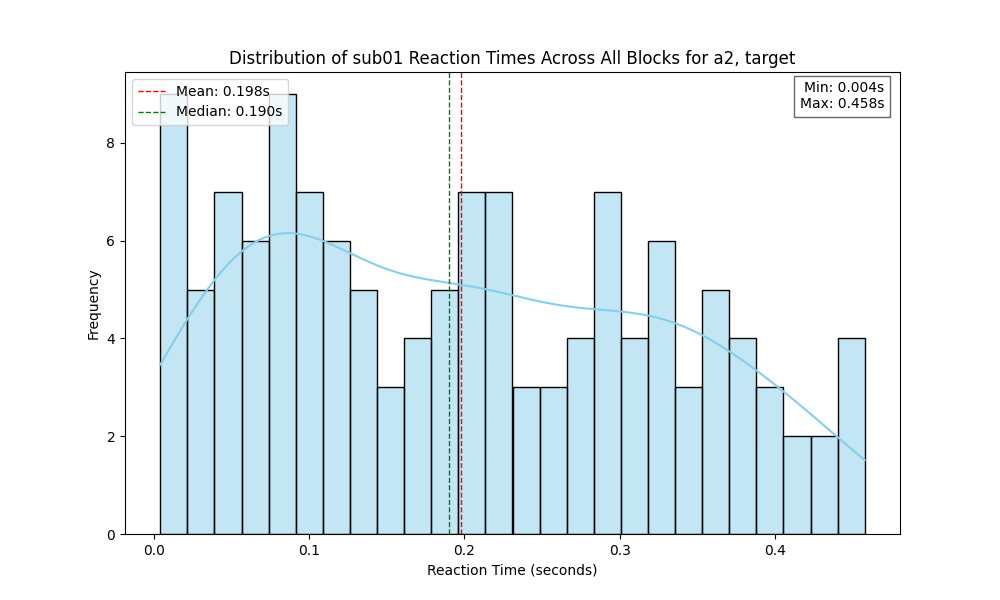 Distribution of sub01 Reaction Times Across All Blocks for a2, target
Mean: 0.198s
Median: 0.190s
Min: 0.004s
Max: 0.458s
8
6
4
2
0
Frequency
0.0 0.1 0.2 0.3 0.4
Reaction Time (seconds)